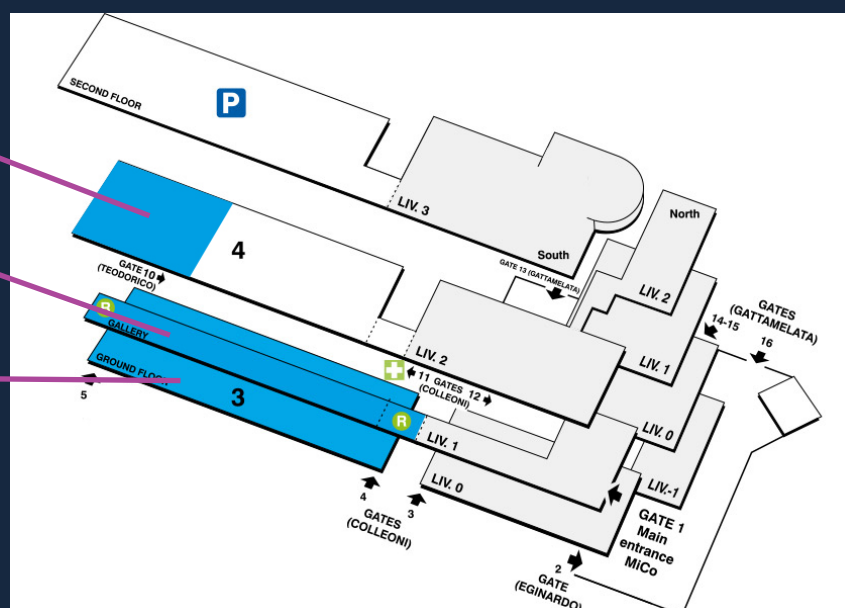 SECOND FLOOR
P
LIV. 3
South
North
4
GATE 10
(TEODORICO)
GATE 13 (GATTAMELATA)
LIV. 2
GATES
(GATTAMELATA)
14-15
16
R
GALLERY
LIV. 2
LIV. 1
GROUND FLOOR
11 GATES 12
(COLLEONI)
5
3
R
LIV. 1
LIV. 0
LIV. 0
LIV.-1
4
GATES
(COLLEONI)
3
GATE 1
Main
entrance
MiCo
2
GATE
(EGINARDO)